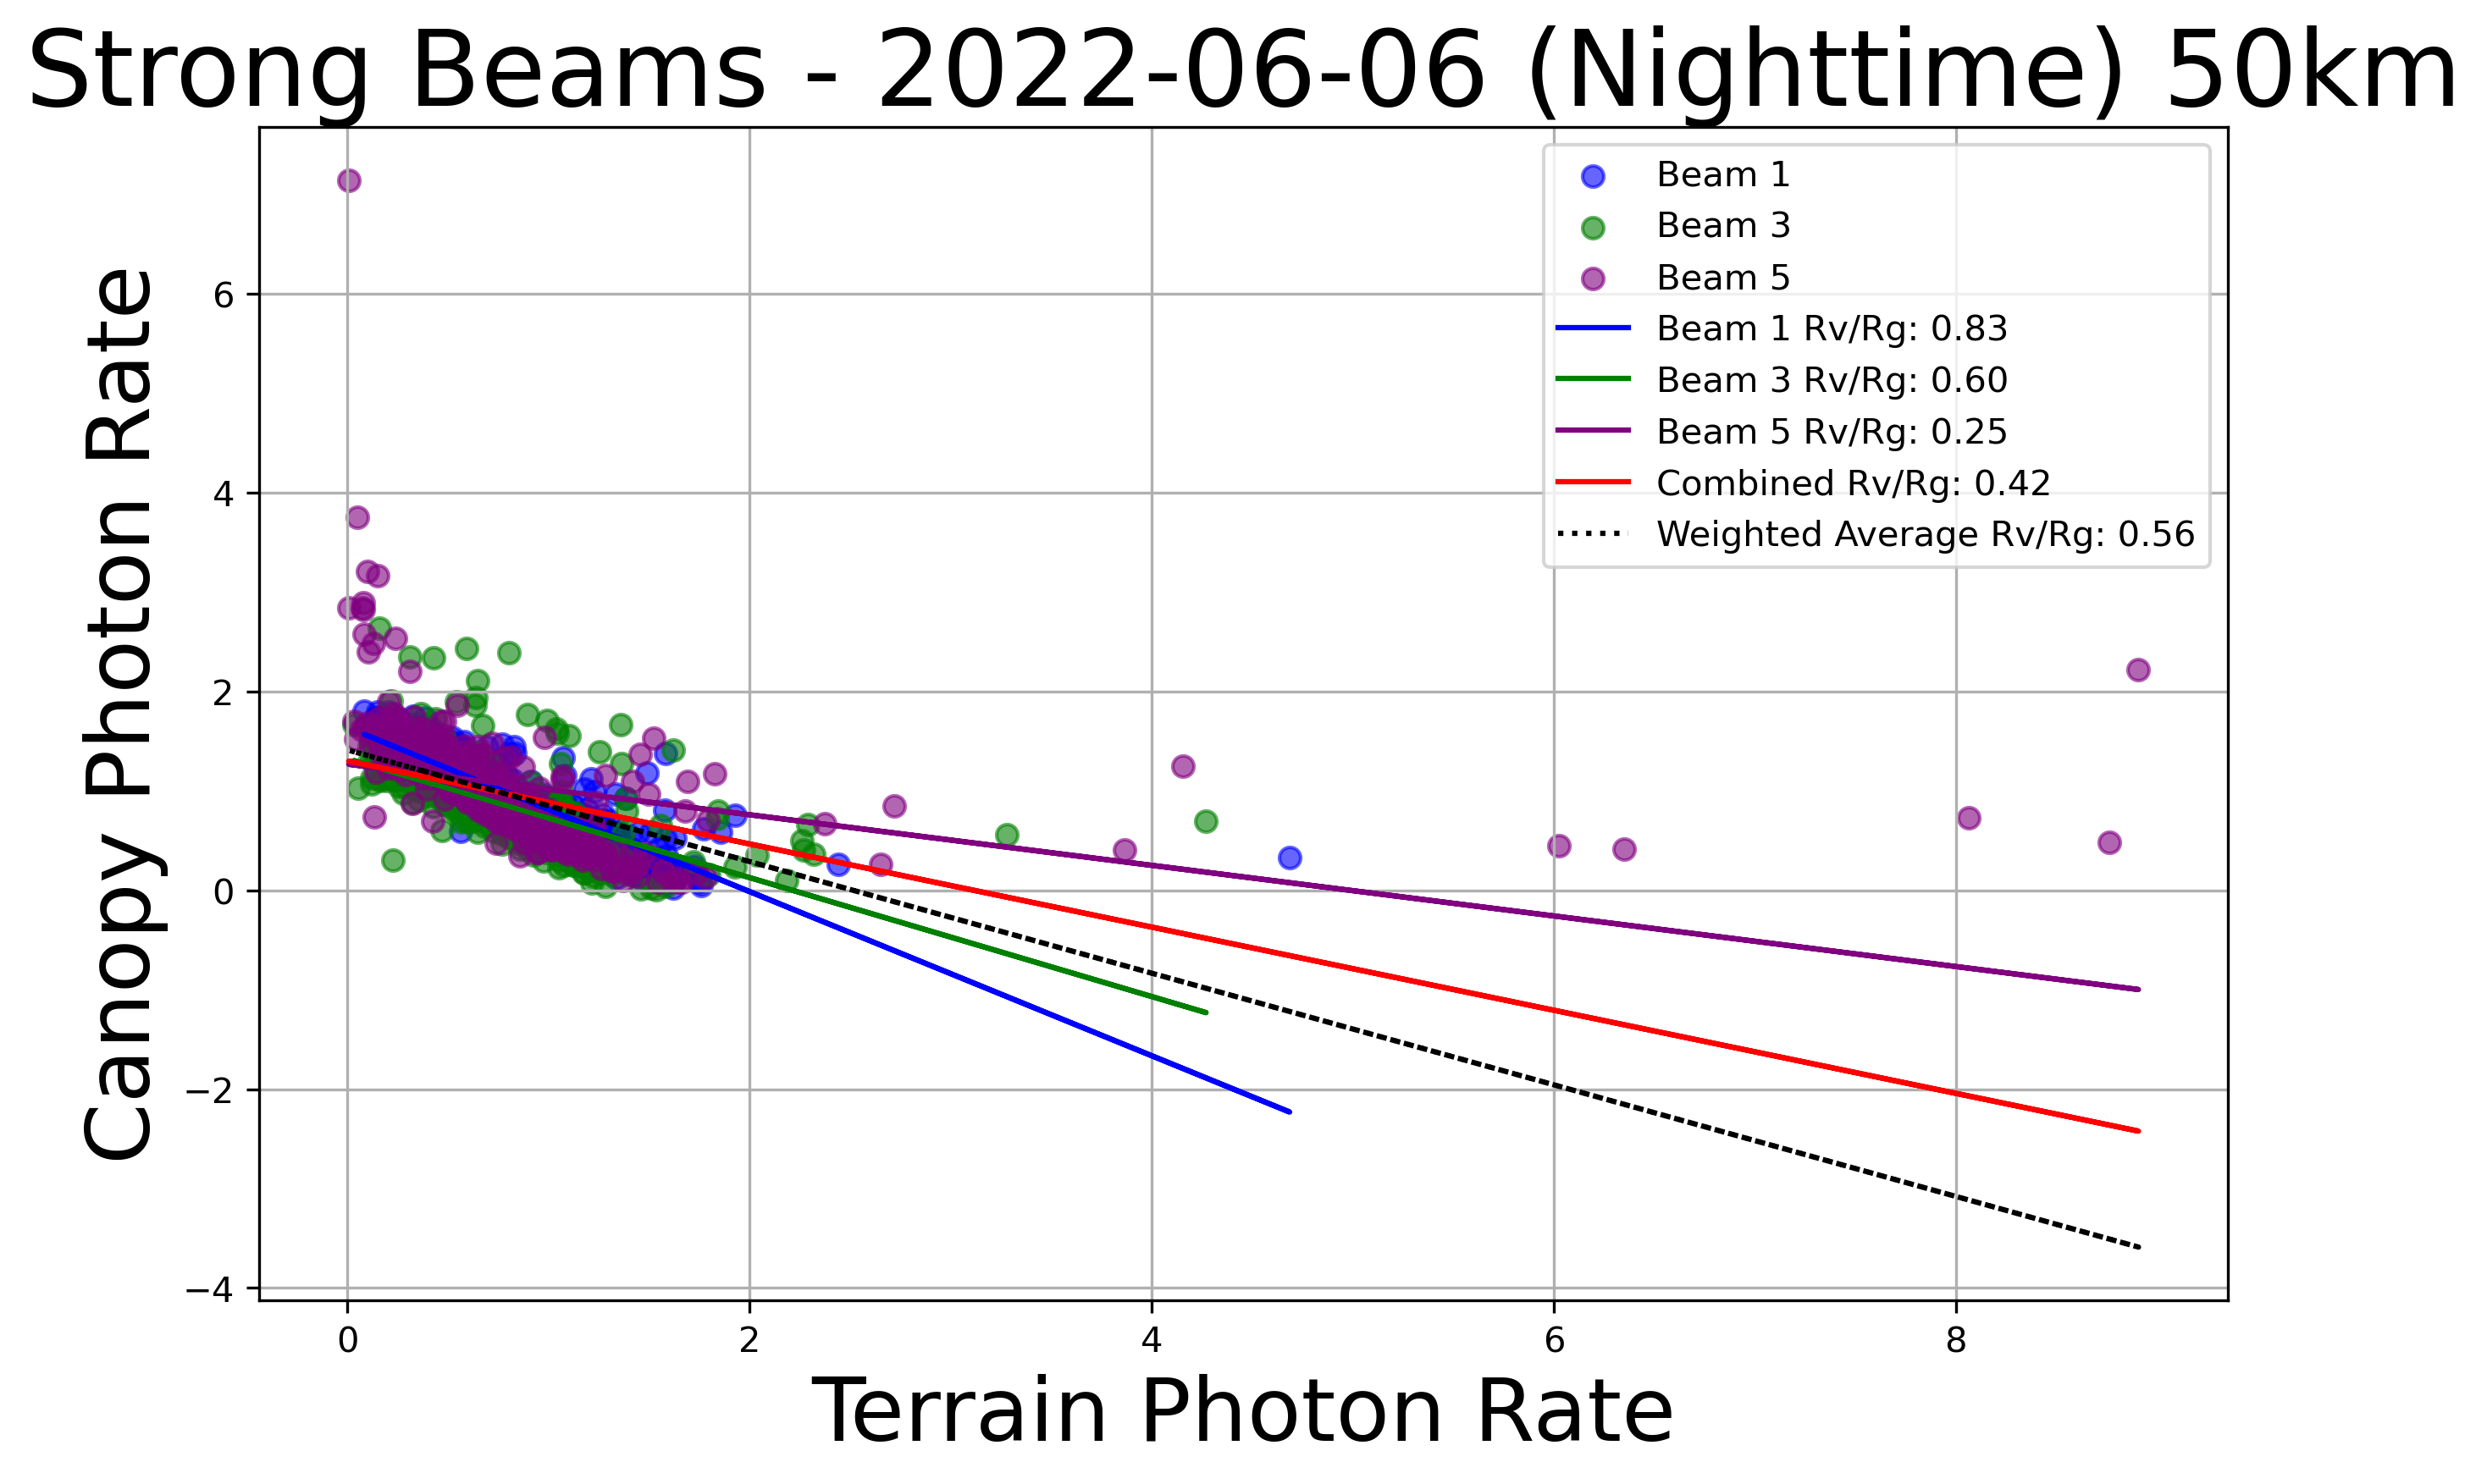 Strong Beams - 2022-06-06 (Nighttime) 50km
Beam 1
Beam 3
Beam 5
Beam 1 Rv/Rg: 0.83
Beam 3 Rv/Rg: 0.60
Beam 5 Rv/Rg: 0.25
Combined Rv/Rg: 0.42
Weighted Average Rv/Rg: 0.56
Canopy Photon Rate
6
4
2
0
−2
−4
0 2 4 6 8
Terrain Photon Rate